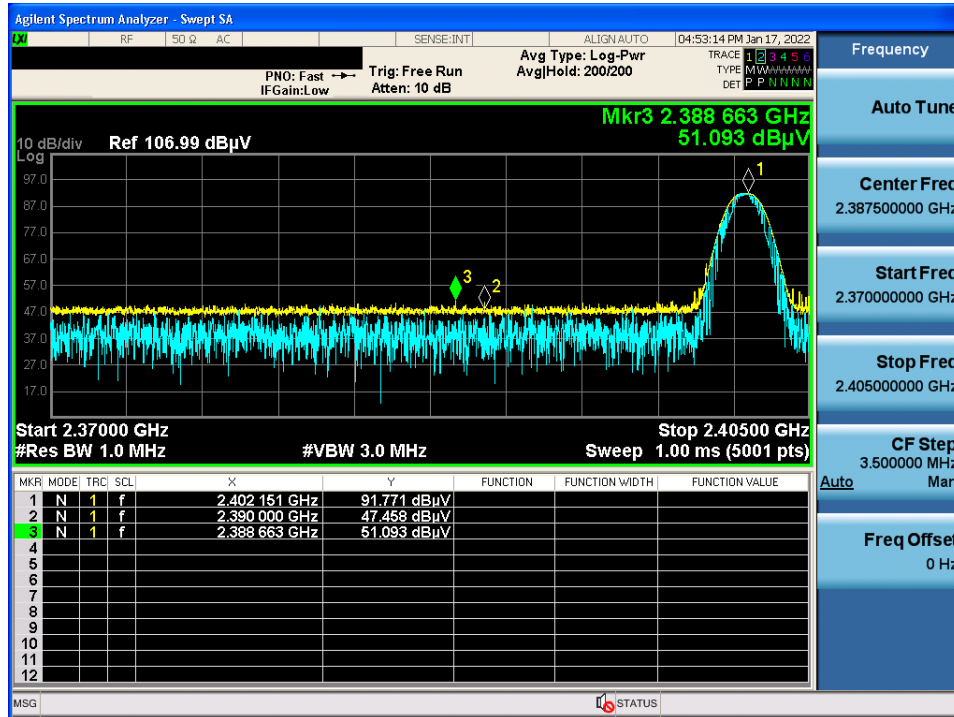 Agilent Spectrum Analyzer - Swept SA
LXI RF 50 Ω AC SENSE:INT ALIGN AUTO 04:53:14 PM Jan 17, 2022
PNO: Fast Trig: Free Run Avg Type: Log-Pwr TRACE 1 2 3 4 5 6
IFGain:Low Atten: 10 dB Avg|Hold: 200/200 TYPE M W
DET P P N N N N
Mkr3 2.388 663 GHz
51.093 dBµV
10 dB/div Ref 106.99 dBµV
Log
97.0
87.0
77.0
67.0
57.0
47.0
37.0
27.0
17.0
1
3
2
Start 2.37000 GHz Stop 2.40500 GHz
#Res BW 1.0 MHz #VBW 3.0 MHz Sweep 1.00 ms (5001 pts)
MKR MODE TRC SCL X Y FUNCTION FUNCTION WIDTH FUNCTION VALUE
1 N 1 f 2.402 151 GHz 91.771 dBµV
2 N 1 f 2.390 000 GHz 47.458 dBµV
3 N 1 f 2.388 663 GHz 51.093 dBµV
4
5
6
7
8
9
10
11
12
MSG STATUS
Frequency
Auto Tune
Center Freq
2.387500000 GHz
Start Freq
2.370000000 GHz
Stop Freq
2.405000000 GHz
CF Step
3.500000 MHz
Auto Man
Freq Offset
0 Hz